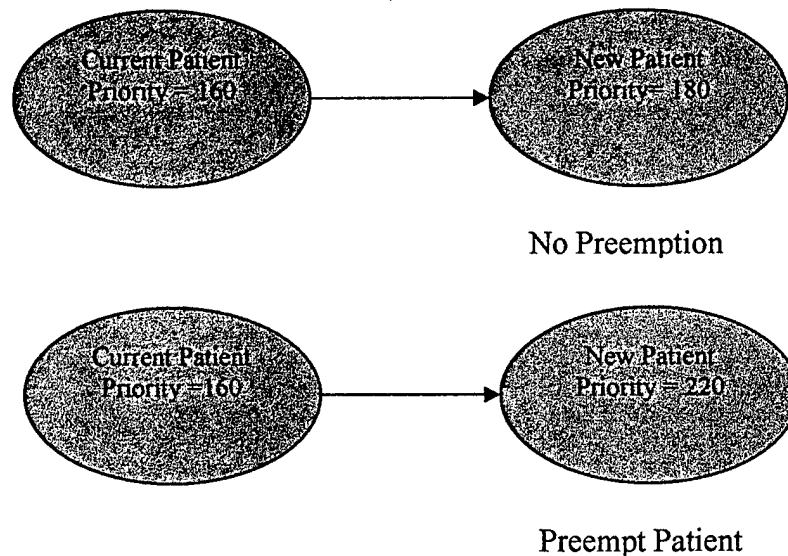 Current Patient
Priority = 160
New Patient
Priority= 180
No Preemption
Current Patient
Priority =160
New Patient
Priority = 220
Preempt Patient